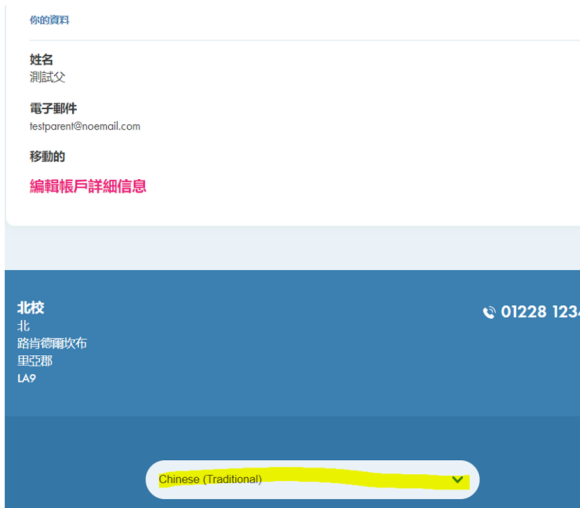 你的資料
姓名
測試父
電子郵件
testparent@noemail.com
移動的
編輯帳戶詳細信息
北校
01228 1234
北
路肯德爾坎布
里亞郡
LA9
Chinese (Traditional)